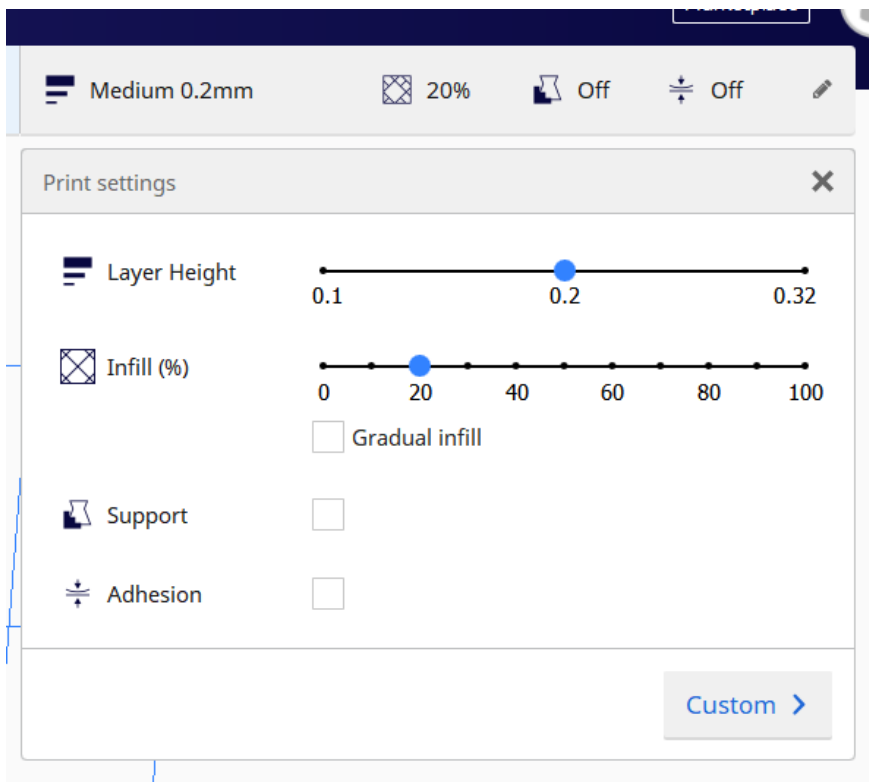 Medium 0.2mm 20% Off Off
Print settings
Layer Height
0.1 0.2 0.32
Infill (%)
0 20 40 60 80 100
Gradual infill
Support
Adhesion
Custom